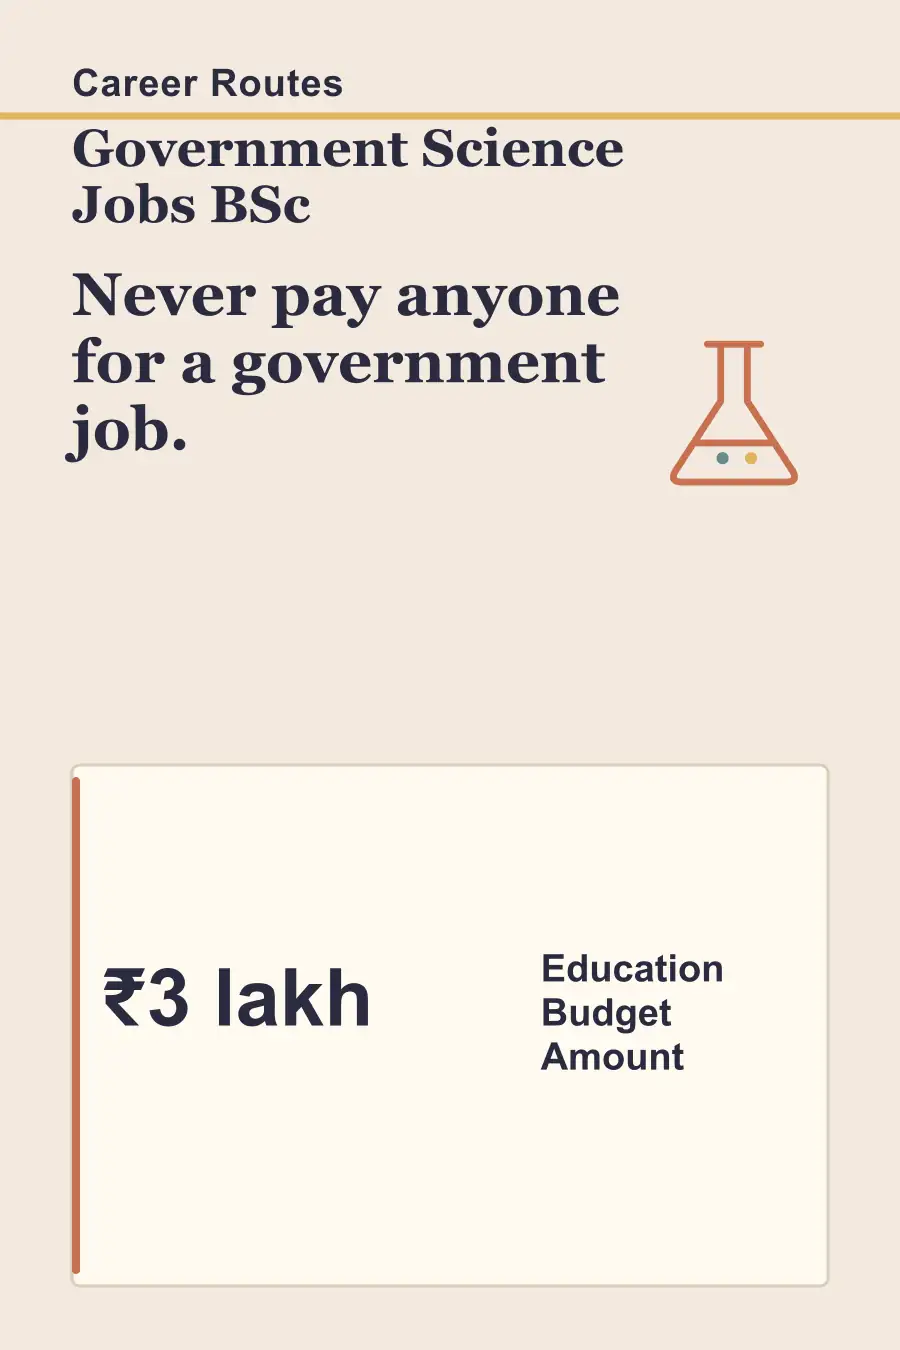 Career Routes
Government Science
Jobs BSc
Never pay anyone
for a government
job.
₹3 lakh
Education
Budget
Amount